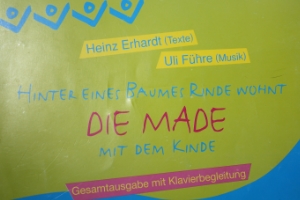 Heinz Erhardt (Texte)
Uli Führe (Musik)
HINTER EINES BAUMES RINDE WOHNT
DIE MADE
MIT DEM KINDE
Gesamtausgabe mit Klavierbegleitung